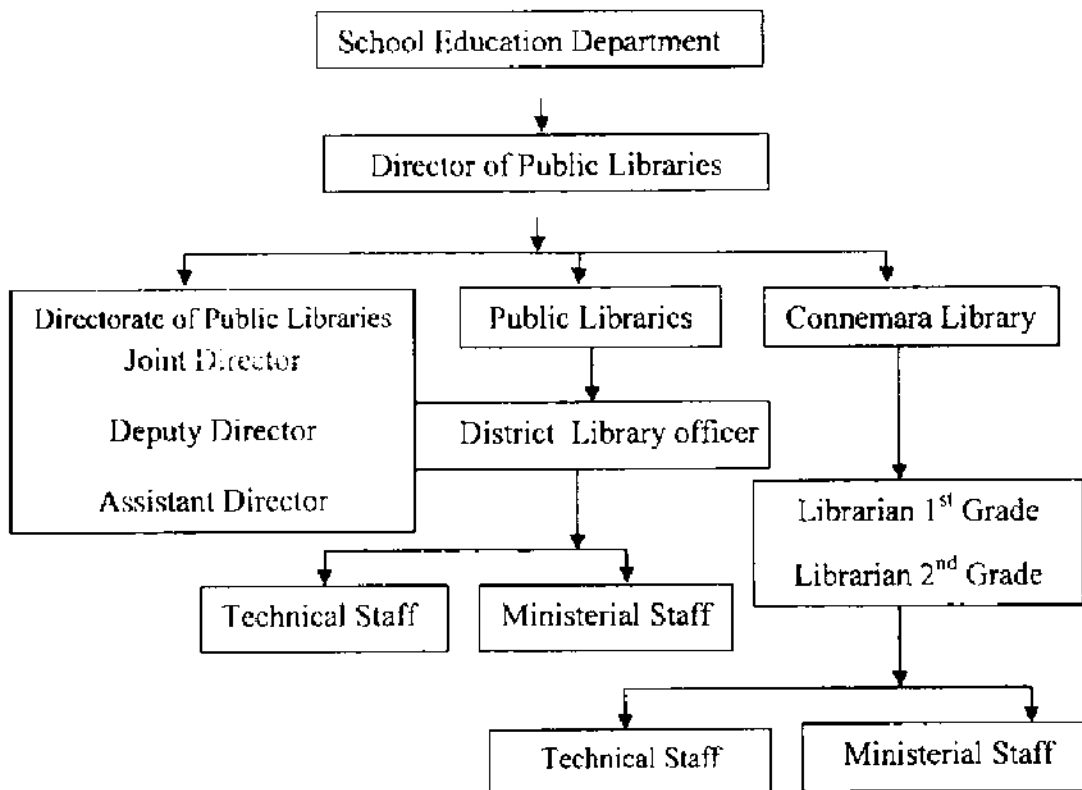 School Education Department
Director of Public Libraries
Directorate of Public Libraries
Joint Director
Deputy Director
Assistant Director
Public Libraries
District Library officer
Technical Staff
Ministerial Staff
Connemara Library
Librarian 1st Grade
Librarian 2nd Grade
Technical Staff
Ministerial Staff